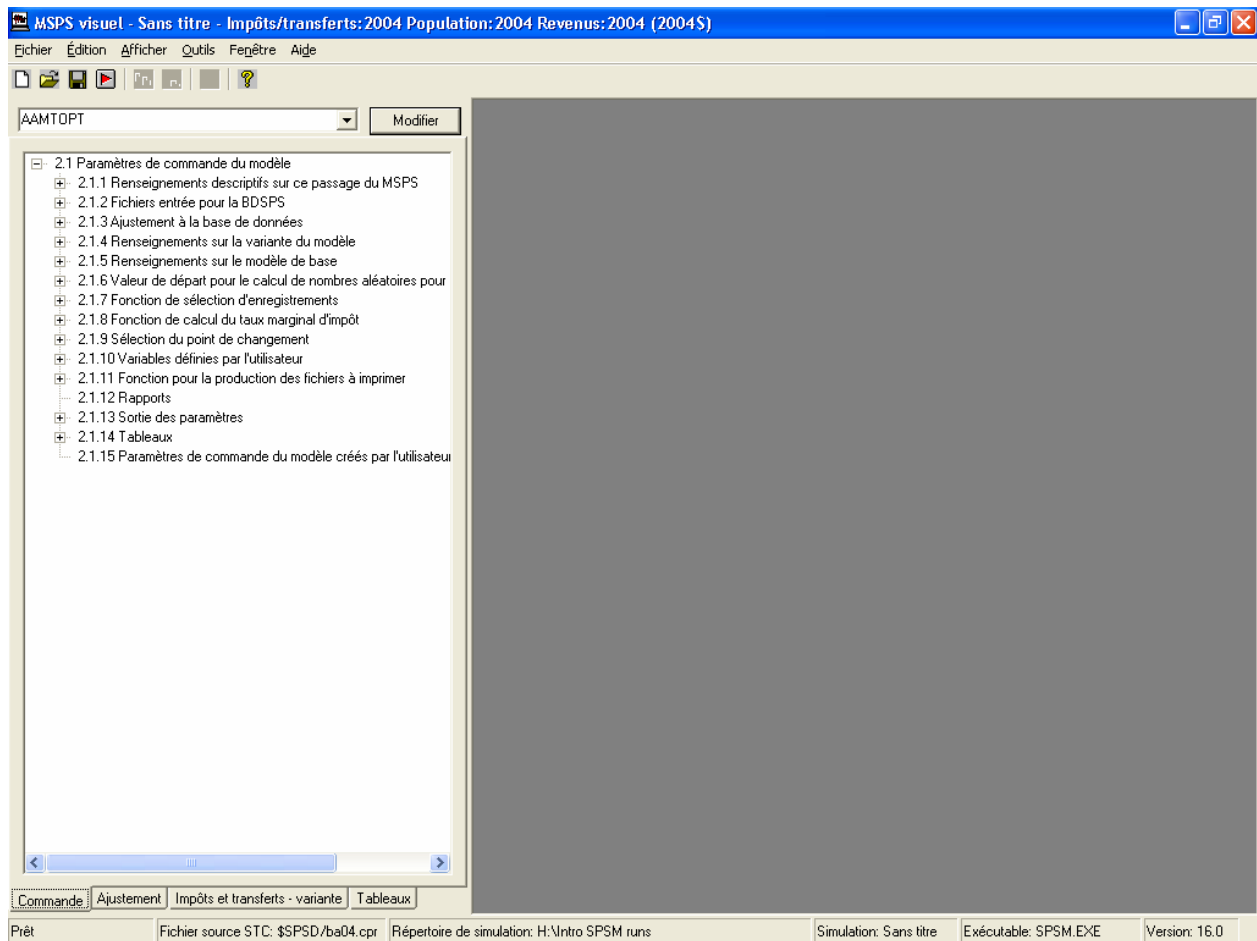 MSPS visuel - Sans titre - Impôts/transferts:2004 Population:2004 Revenus:2004 (2004$)
Fichier Édition Afficher Outils Fenêtre Aide
AAMTOPT Modifier
2.1 Paramètres de commande du modèle
2.1.1 Renseignements descriptifs sur ce passage du MSPS
2.1.2 Fichiers entrée pour la BDSPS
2.1.3 Ajustement à la base de données
2.1.4 Renseignements sur la variante du modèle
2.1.5 Renseignements sur le modèle de base
2.1.6 Valeur de départ pour le calcul de nombres aléatoires pour
2.1.7 Fonction de sélection d'enregistrements
2.1.8 Fonction de calcul du taux marginal d'impôt
2.1.9 Sélection du point de changement
2.1.10 Variables définies par l'utilisateur
2.1.11 Fonction pour la production des fichiers à imprimer
2.1.12 Rapports
2.1.13 Sortie des paramètres
2.1.14 Tableaux
2.1.15 Paramètres de commande du modèle créés par l'utilisateur
Commande Ajustement Impôts et transferts - variante Tableaux
Prêt Fichier source STC: $SPSD/ba04.cpr Répertoire de simulation: H:\Intro SPSM runs Simulation: Sans titre Exécutable: SPSM.EXE Version: 16.0